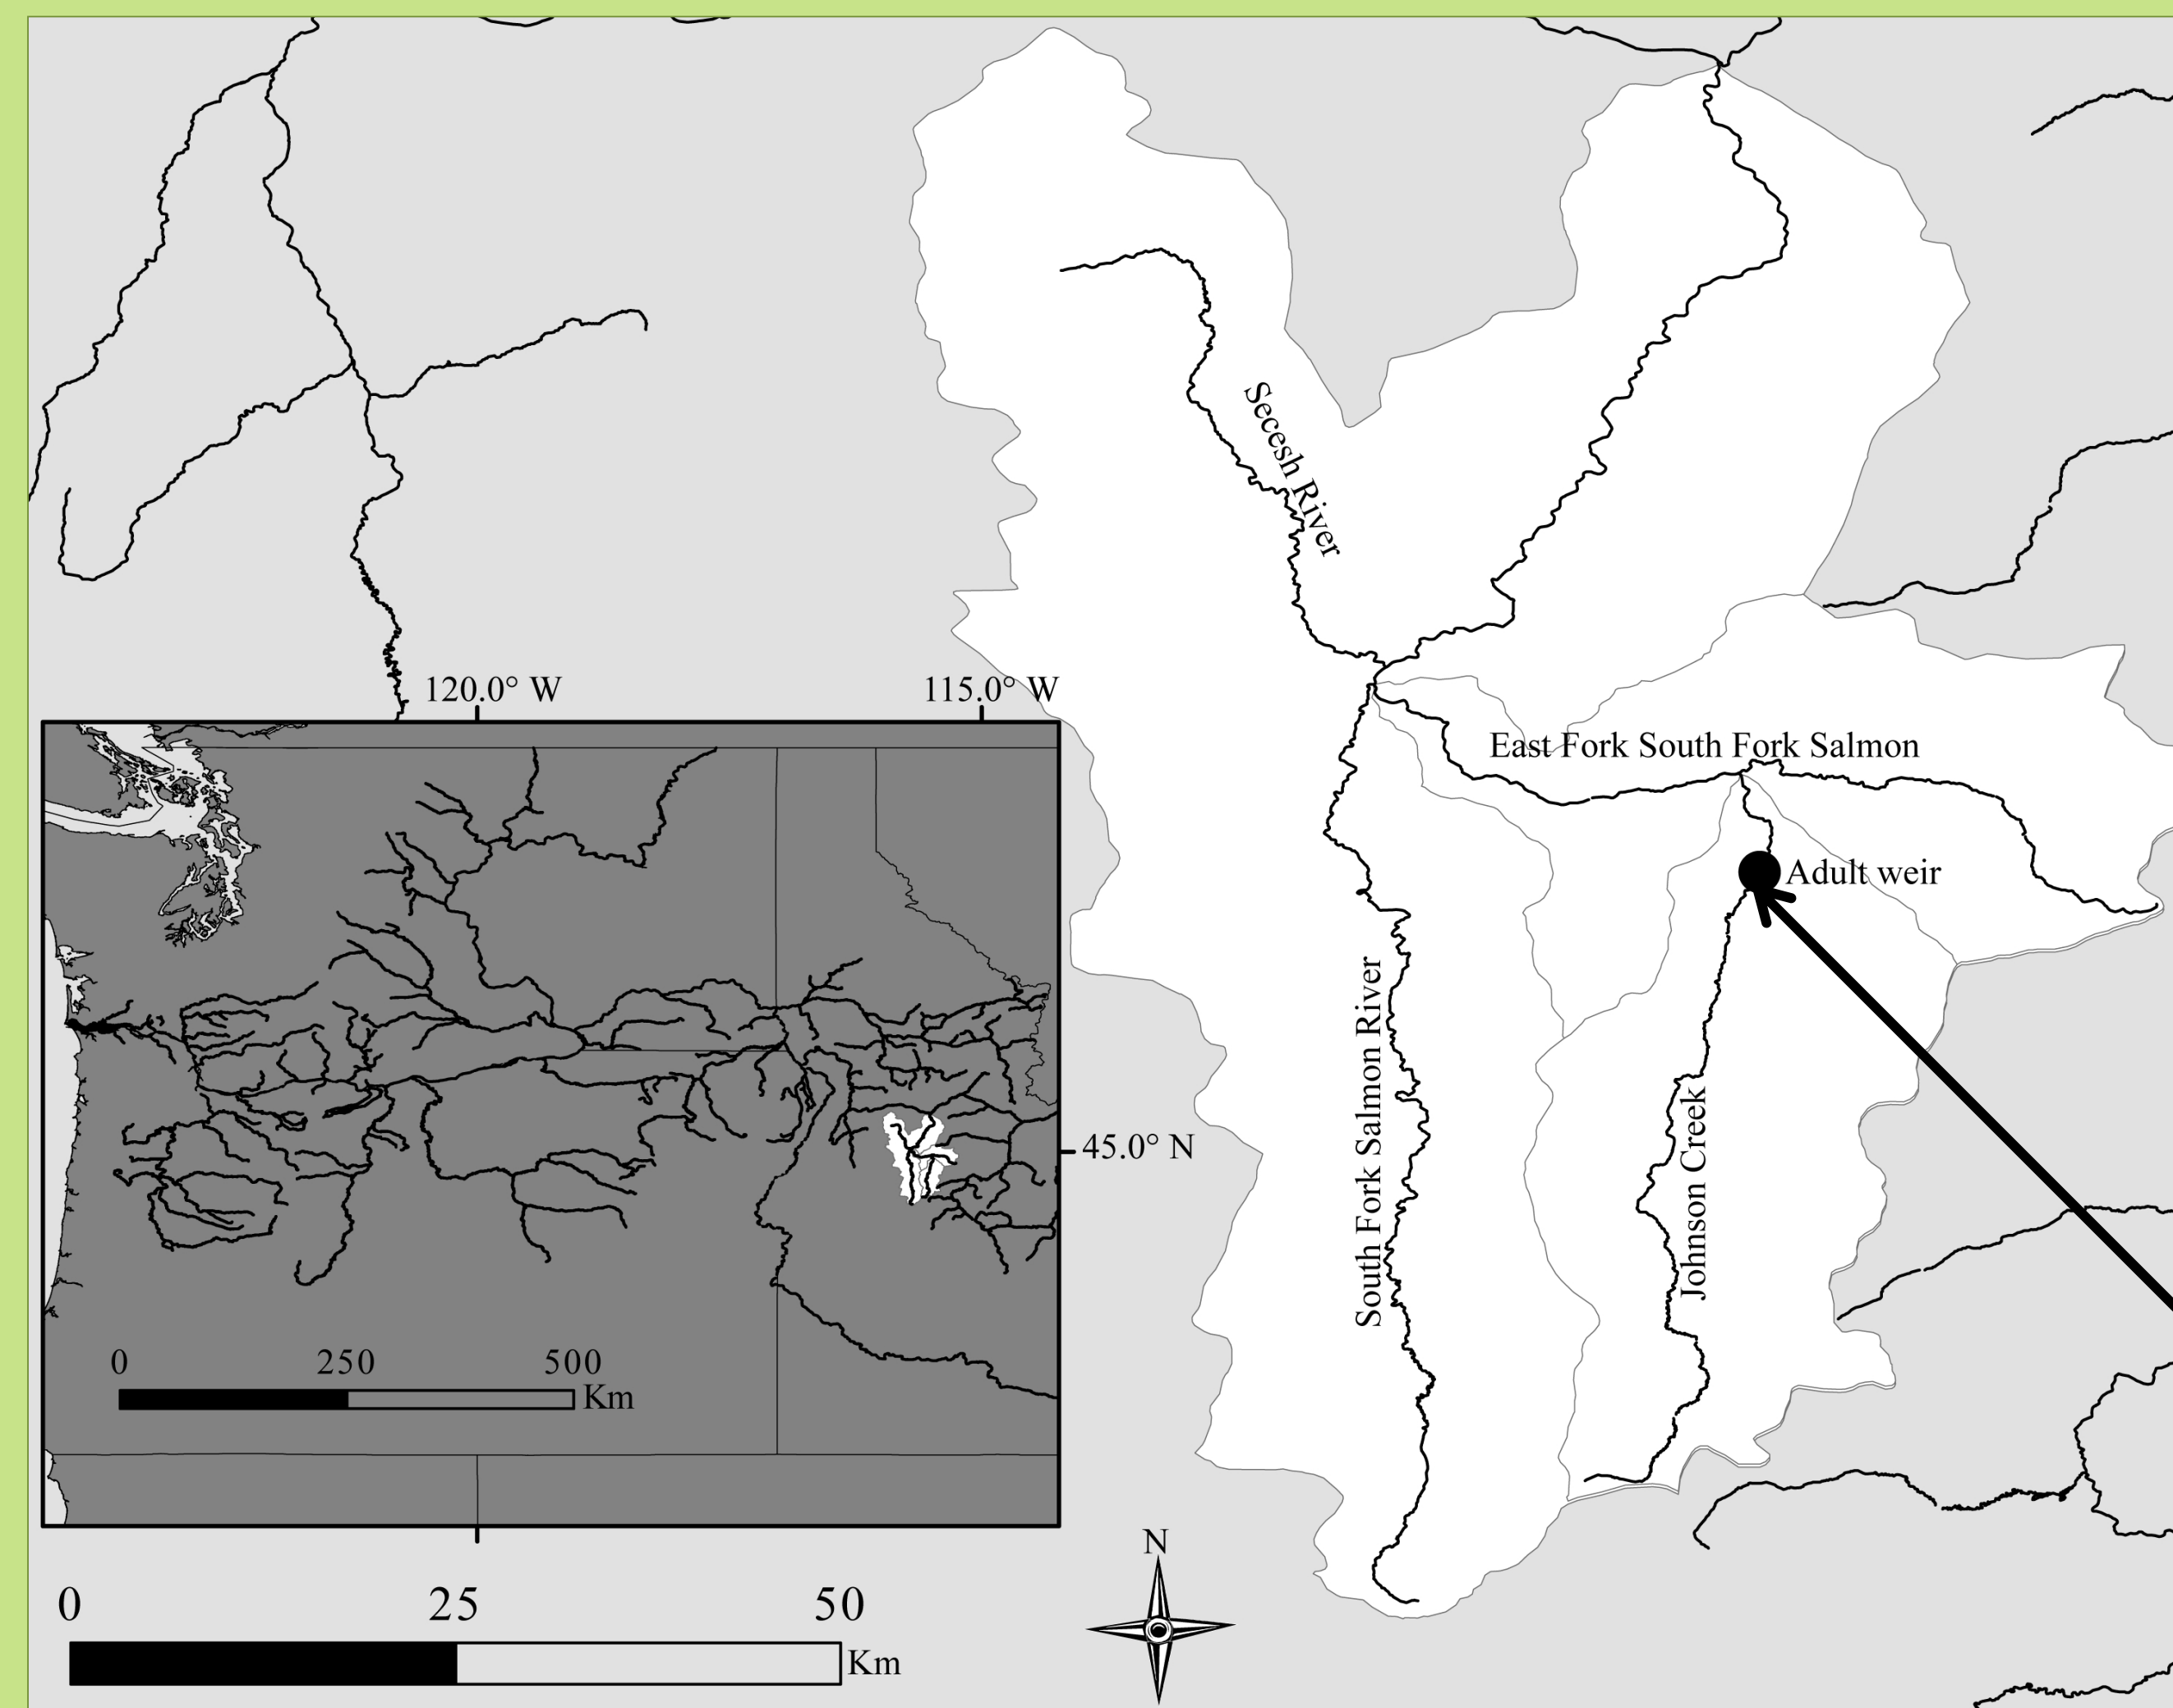 Secesh River
120.0° W
115.0° W
East Fork South Fork Salmon
Adult weir
South Fork Salmon River
45.0° N
Johnson Creek
0 250 500
Km
N
0 25 50
Km